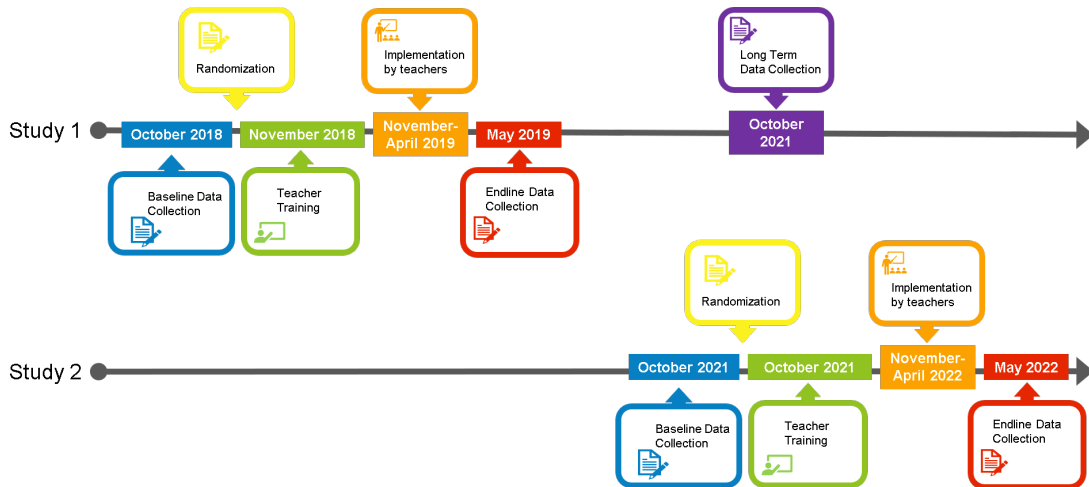 Randomization
Implementation
by teachers
Long Term
Data Collection
Study 1
October 2018
November 2018
November-
April 2019
May 2019
October
2021
Baseline Data
Collection
Teacher
Training
Endline Data
Collection
Randomization
Implementation
by teachers
Study 2
October 2021
October 2021
November-
April 2022
May 2022
Baseline Data
Collection
Teacher
Training
Endline Data
Collection